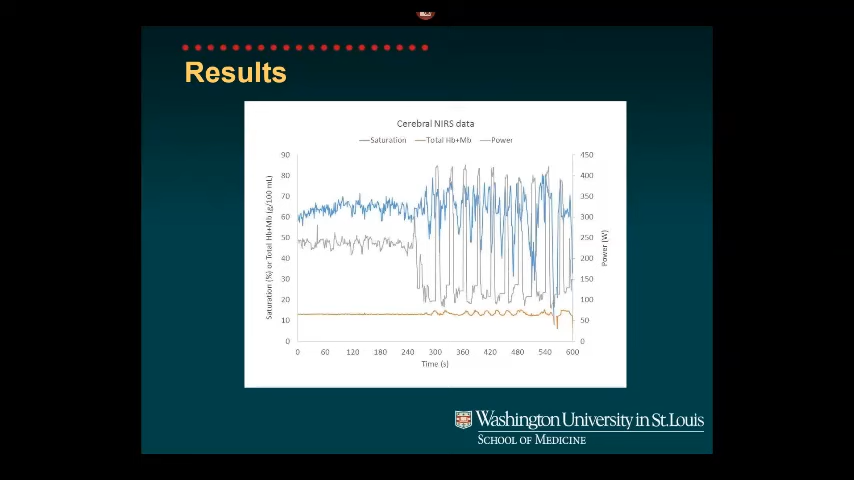 Results
Cerebral NIRS data
Saturation Total Hb+Mb Power
90 450
80 400
70 350
60 300
50 250
40 200
30 150
20 100
10 50
0 0
Saturation (%) or Total Hb+Mb (g/100 mL)
Power (W)
0 60 120 180 240 300 360 420 480 540 600
Time (s)
Washington University in St. Louis
SCHOOL OF MEDICINE